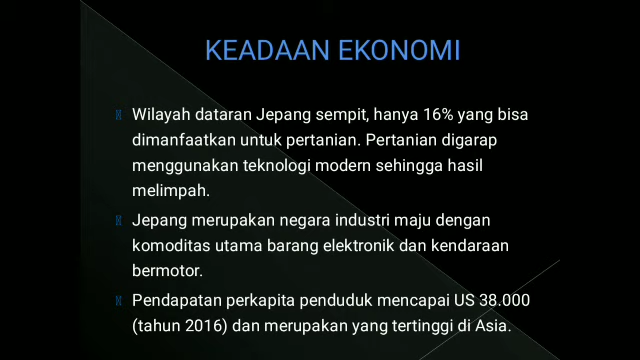 KEADAAN EKONOMI
Wilayah dataran Jepang sempit, hanya 16% yang bisa
dimanfaatkan untuk pertanian. Pertanian digarap
menggunakan teknologi modern sehingga hasil
melimpah.
Jepang merupakan negara industri maju dengan
komoditas utama barang elektronik dan kendaraan
bermotor.
Pendapatan perkapita penduduk mencapai US 38.000
(tahun 2016) dan merupakan yang tertinggi di Asia.